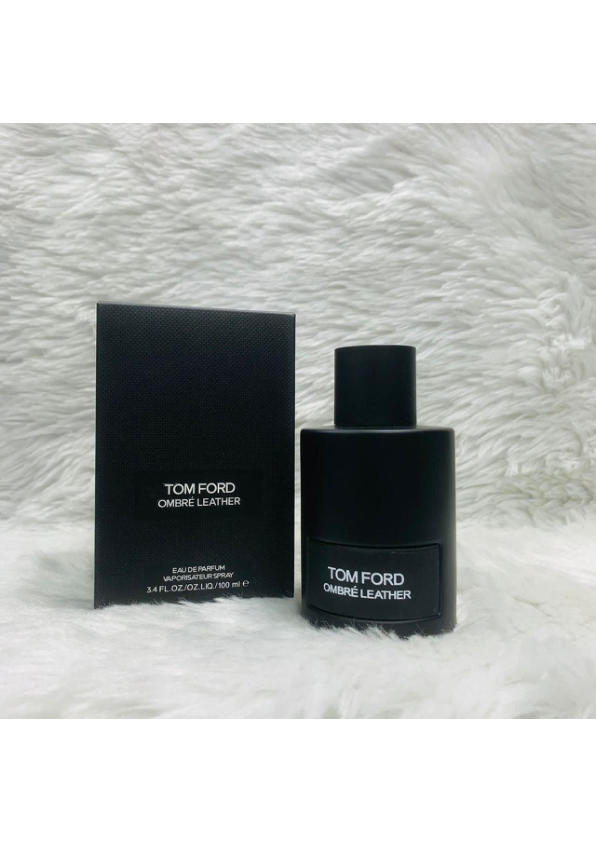 TOM FORD
OMBRÉ LEATHER
EAU DE PARFUM
VAPORISATEUR SPRAY
3.4 FL.OZ./OZ.LIQ./100 ml e
TOM FORD
OMBRÉ LEATHER